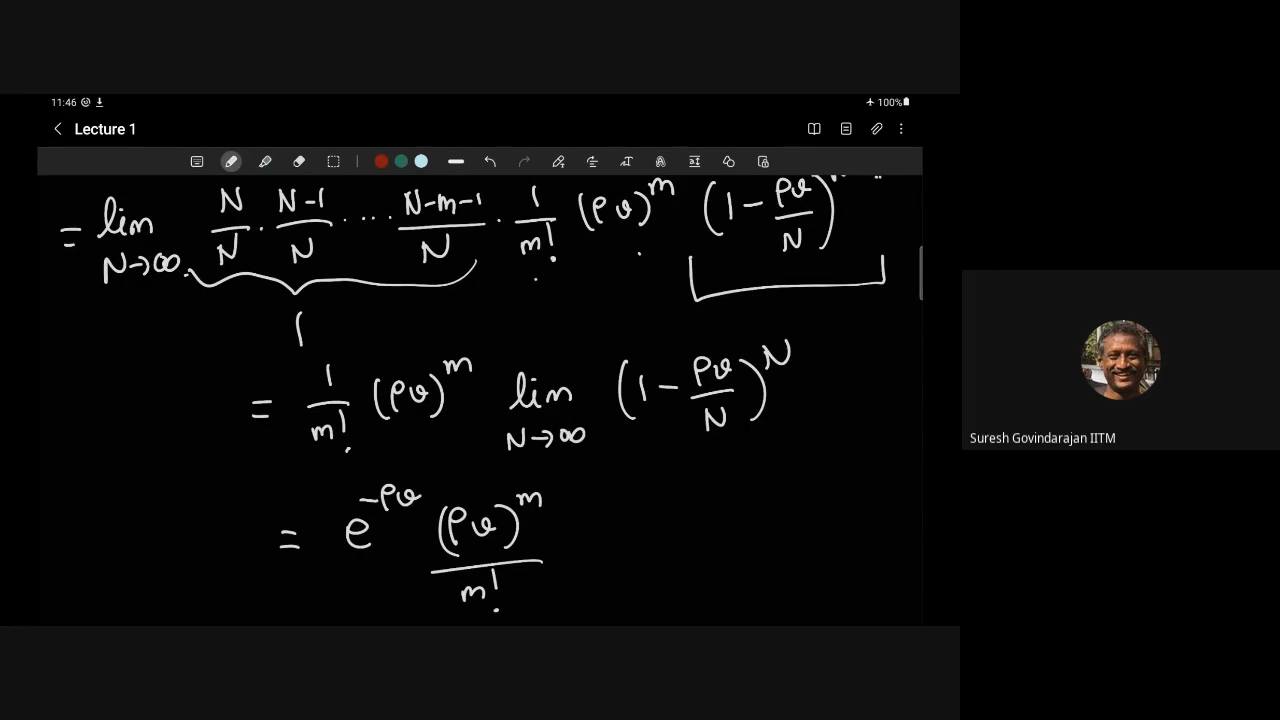 11:46 100%
Lecture 1
= lim N→∞ N/N · (N-1)/N · ... (N-m-1)/N · 1/m! (ρv)^m (1 - ρv/N)
1
= 1/m! (ρv)^m lim N→∞ (1 - ρv/N)^N
= e^{-ρv} (ρv)^m / m!
Suresh Govindarajan IITM